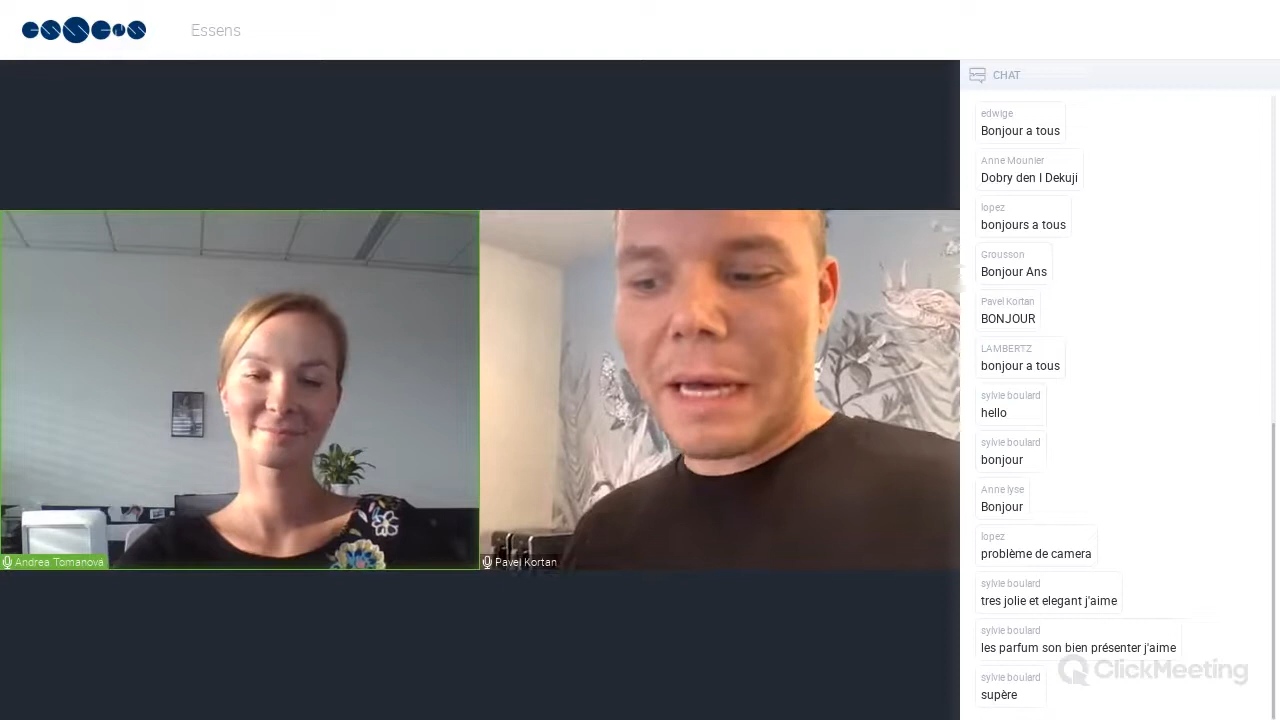 essens
Essens
CHAT
edwige
Bonjour a tous
Anne Mounier
Dobry den I Dekuji
lopez
bonjours a tous
Grousson
Bonjour Ans
Pavel Kortan
BONJOUR
LAMBERTZ
bonjour a tous
sylvie boulard
hello
sylvie boulard
bonjour
Anne lyse
Bonjour
lopez
problème de camera
sylvie boulard
tres jolie et elegant j'aime
sylvie boulard
les parfum son bien présenter j'aime
sylvie boulard
supère
Andrea Tomanová
Pavel Kortan
ClickMeeting